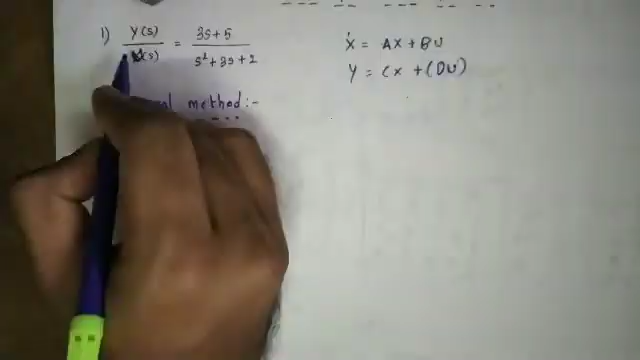 1) Y(s) / U(s) = 3s+5 / s²+3s+2
Ẋ = AX + BU
Y = CX + (DU)
method :-